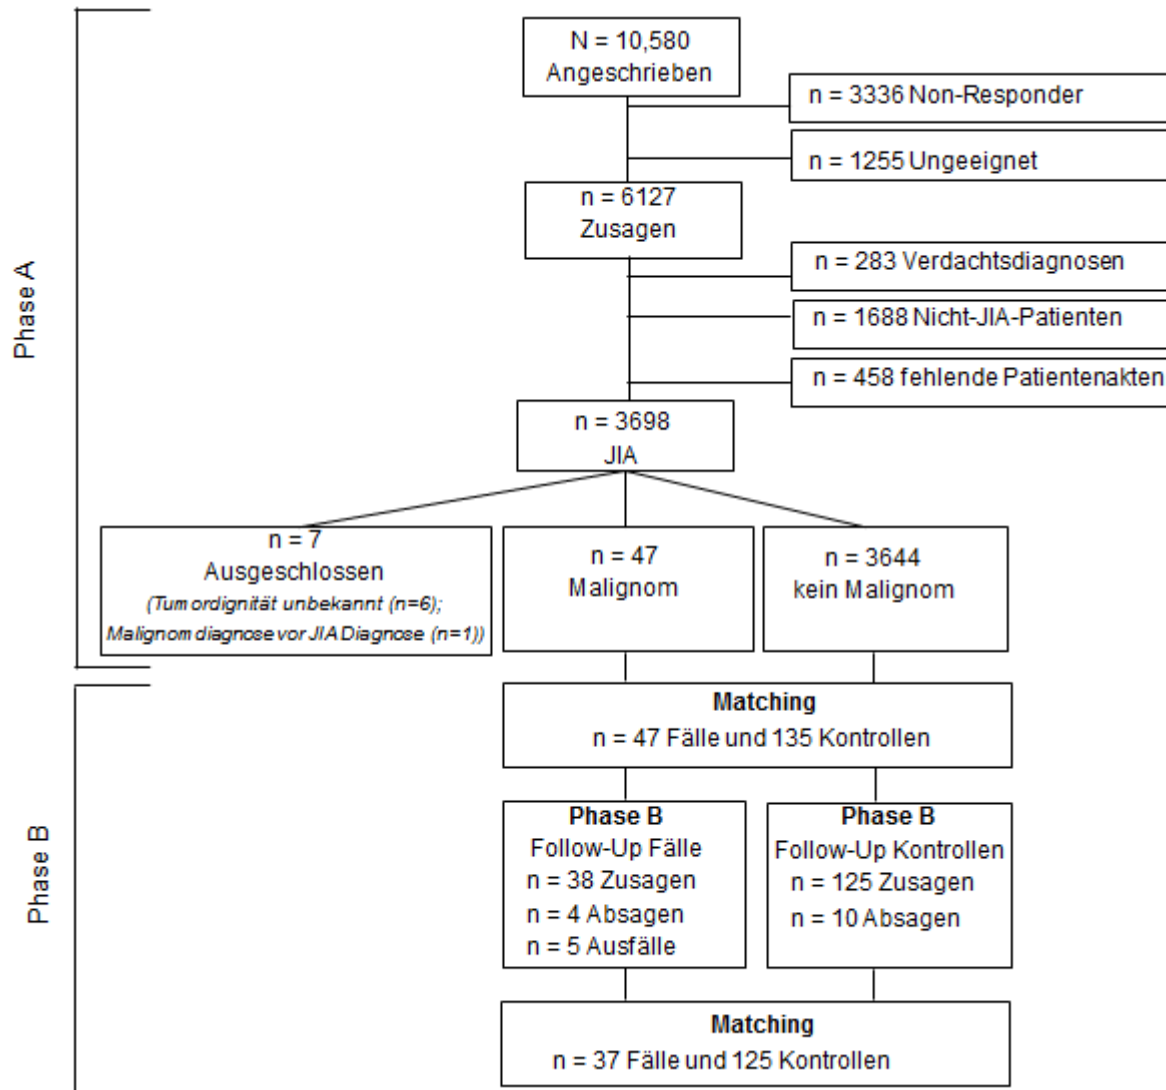 Phase A
N = 10,580
Angeschrieben
n = 3336 Non-Responder
n = 1255 Ungeeignet
n = 6127
Zusagen
n = 283 Verdachtsdiagnosen
n = 1688 Nicht-JIA-Patienten
n = 458 fehlende Patientenakten
n = 3698
JIA
n = 7
Ausgeschlossen
(Tumordignität unbekannt (n=6);
Malignomdiagnose vor JIA Diagnose (n=1))
n = 47
Malignom
n = 3644
kein Malignom
Phase B
Matching
n = 47 Fälle und 135 Kontrollen
Phase B
Follow-Up Fälle
n = 38 Zusagen
n = 4 Absagen
n = 5 Ausfälle
Phase B
Follow-Up Kontrollen
n = 125 Zusagen
n = 10 Absagen
Matching
n = 37 Fälle und 125 Kontrollen